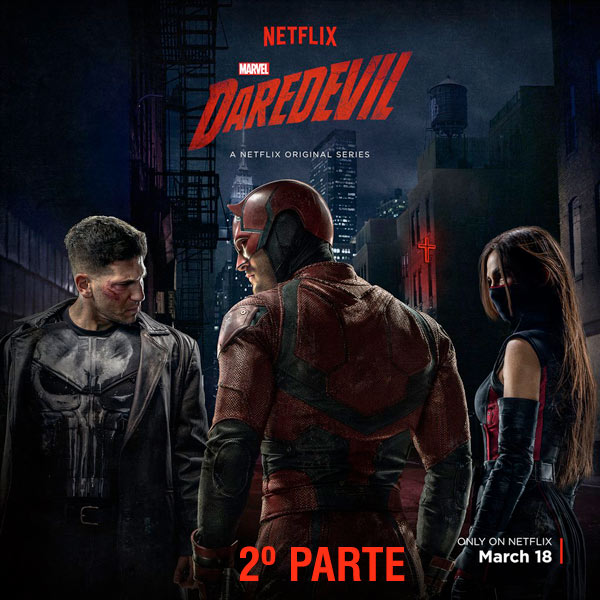 NETFLIX
MARVEL
DAREDEVIL
A NETFLIX ORIGINAL SERIES
ONLY ON NETFLIX
March 18
2º PARTE